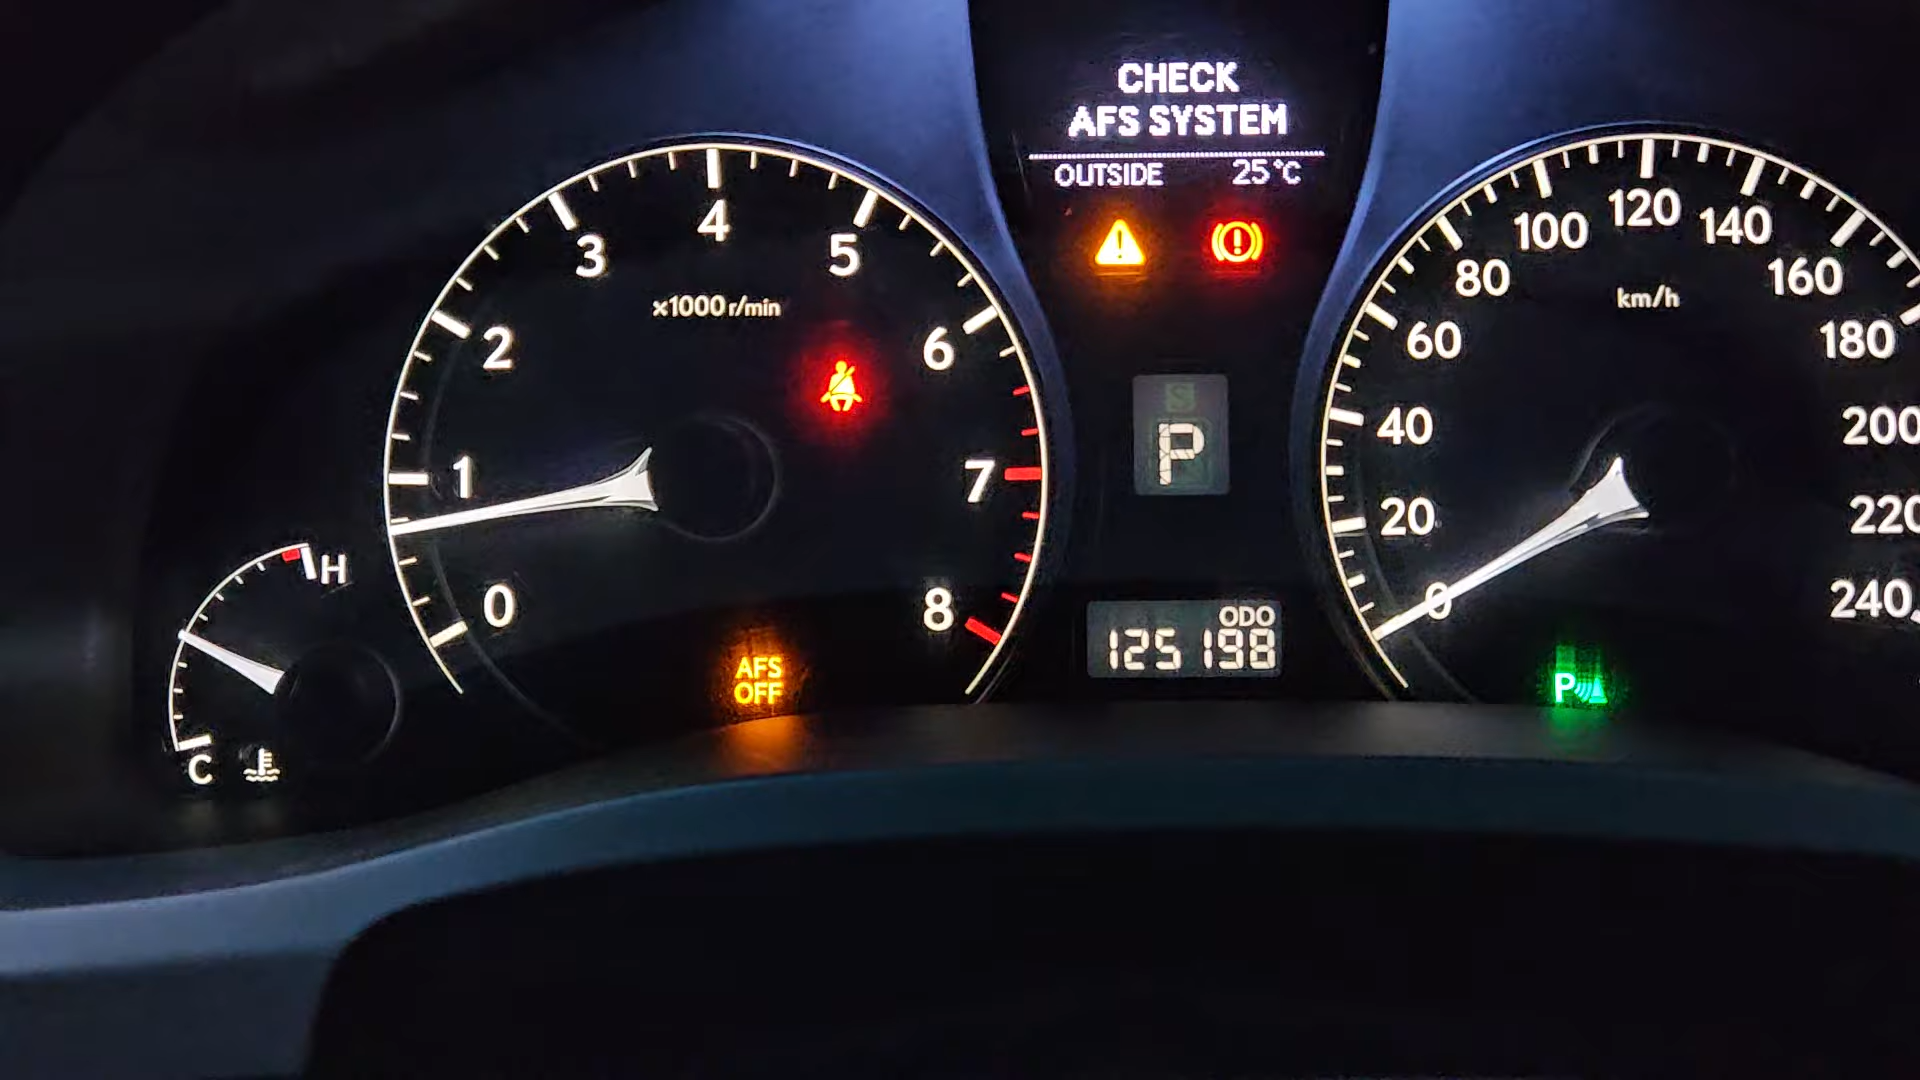 CHECK
AFS SYSTEM
OUTSIDE 25°C
4
3
5
×1000 r/min
2
6
1
7
0
8
H
C
AFS
OFF
P
ODO
125198
120
100
140
80
160
km/h
60
180
40
200
20
220
0
240
P